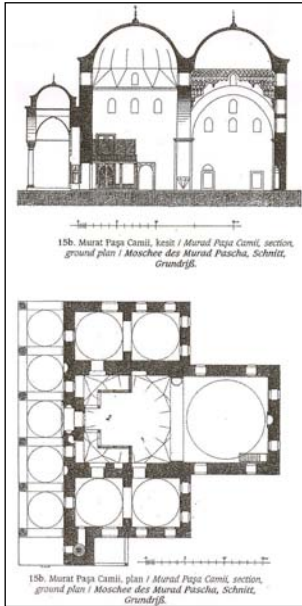 15b. Murat Paşa Camii, kesit / Murad Paşa Camii, section,
ground plan / Moschee des Murad Pascha, Schnitt,
Grundriß.
15b. Murat Paşa Camii, plan / Murad Paşa Camii, section,
ground plan / Moschee des Murad Pascha, Schnitt,
Grundriß.